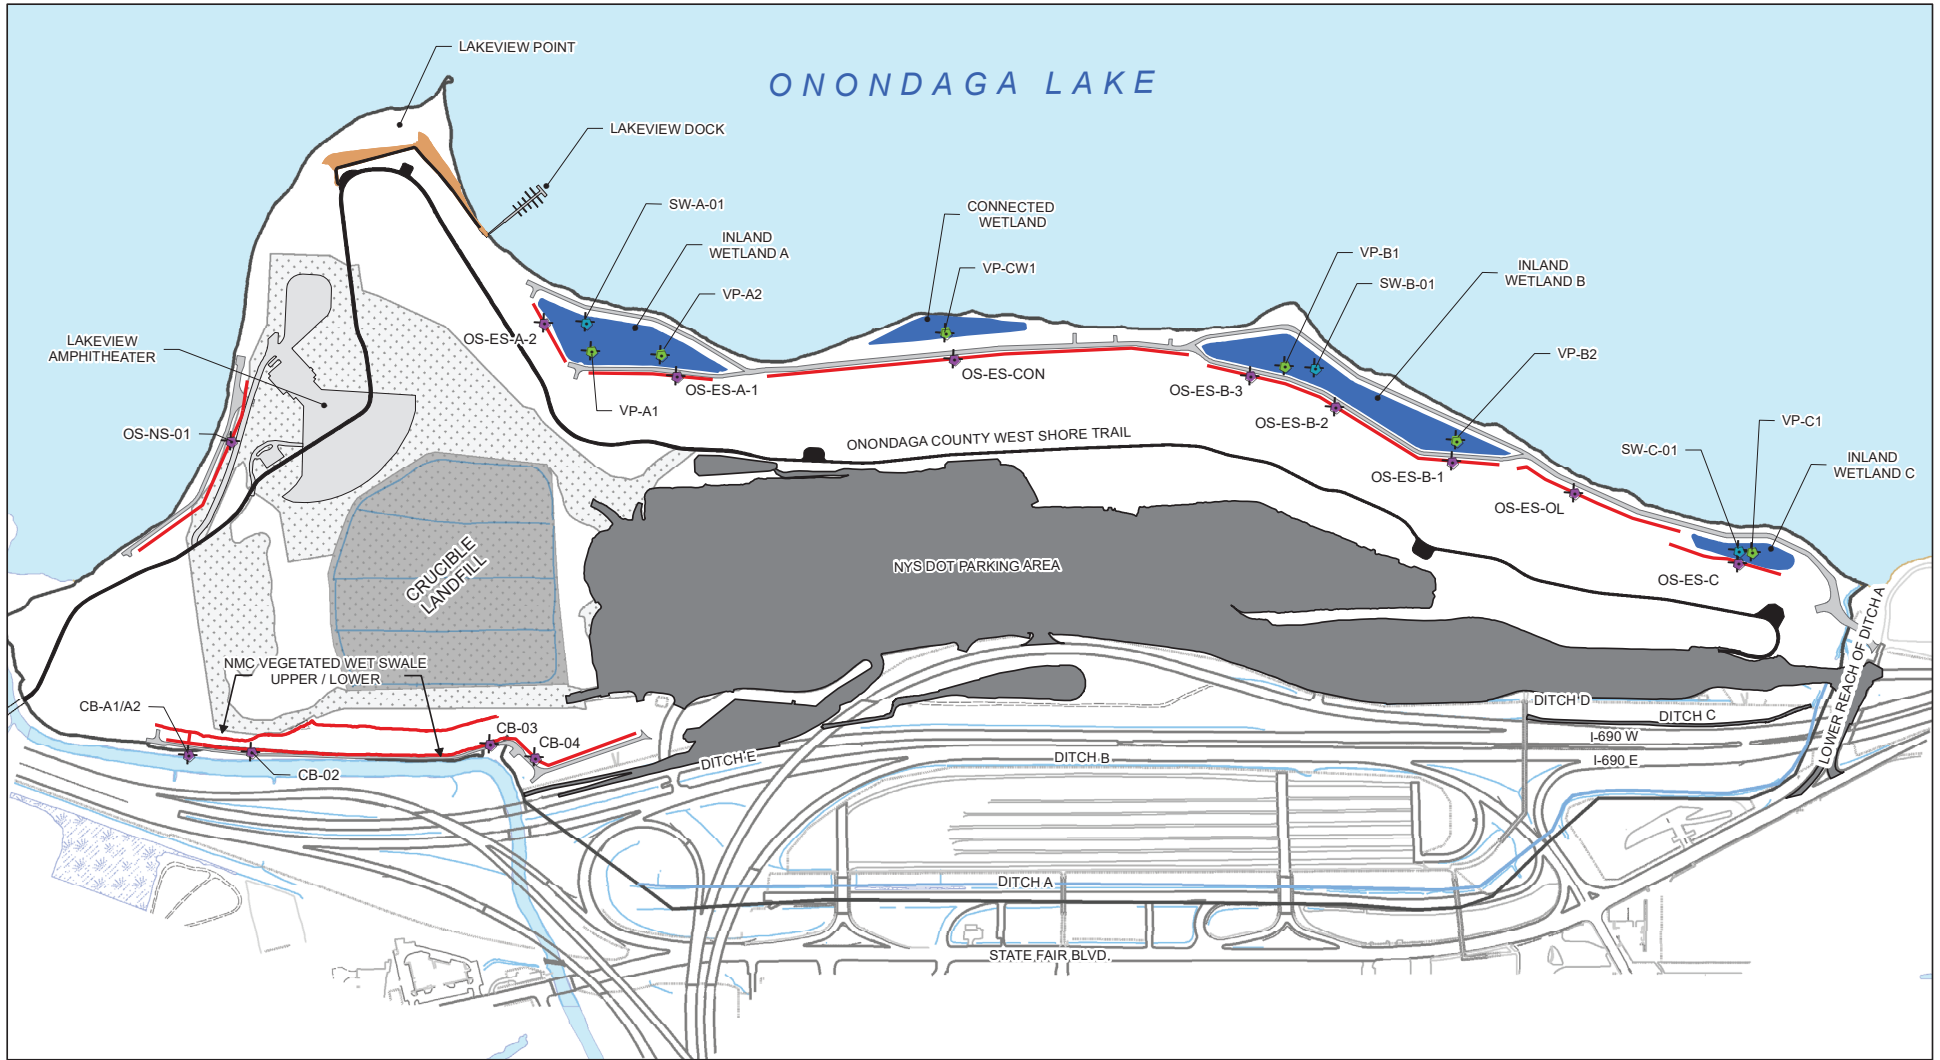 LAKEVIEW POINT
ONONDAGA LAKE
LAKEVIEW DOCK
SW-A-01
CONNECTED
WETLAND
INLAND
WETLAND A
VP-B1
VP-CW1
INLAND
WETLAND B
SW-B-01
VP-A2
OS-ES-A-2
LAKEVIEW
AMPHITHEATER
VP-B2
OS-ES-CON
OS-ES-A-1
OS-ES-B-3
VP-A1
OS-ES-B-2
VP-C1
OS-NS-01
ONONDAGA COUNTY WEST SHORE TRAIL
SW-C-01
INLAND
WETLAND C
OS-ES-B-1
OS-ES-OL
CRUCIBLE
LANDFILL
NYS DOT PARKING AREA
OS-ES-C
LOWER REACH OF DITCH A
NMC VEGETATED WET SWALE
UPPER / LOWER
CB-A1/A2
DITCH D
DITCH C
CB-03
I-690 W
CB-04
DITCH E
DITCH B
I-690 E
CB-02
DITCH A
STATE FAIR BLVD.